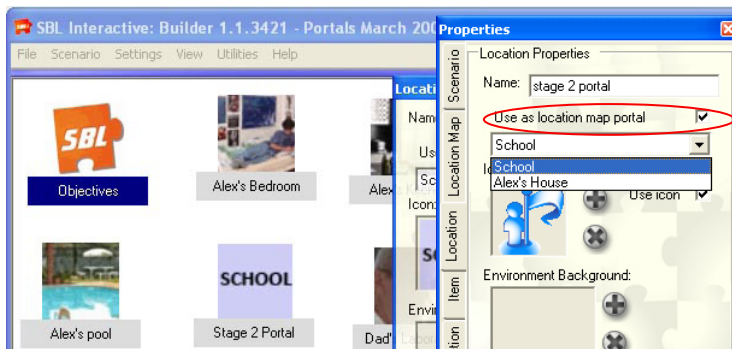 SBL Interactive: Builder 1.1.3421 - Portals March 200
File Scenario Settings View Utilities Help
SBL
Objectives
Alex's Bedroom
Alex
Alex's pool
SCHOOL
Stage 2 Portal
Dad'
Locati
Nam
Us
Sc
Icon:
S
Envi
Properties
Scenario
Location Map
Location
Item
tion
Location Properties
Name: stage 2 portal
Use as location map portal
School
School
Alex's House
Use icon
Environment Background: